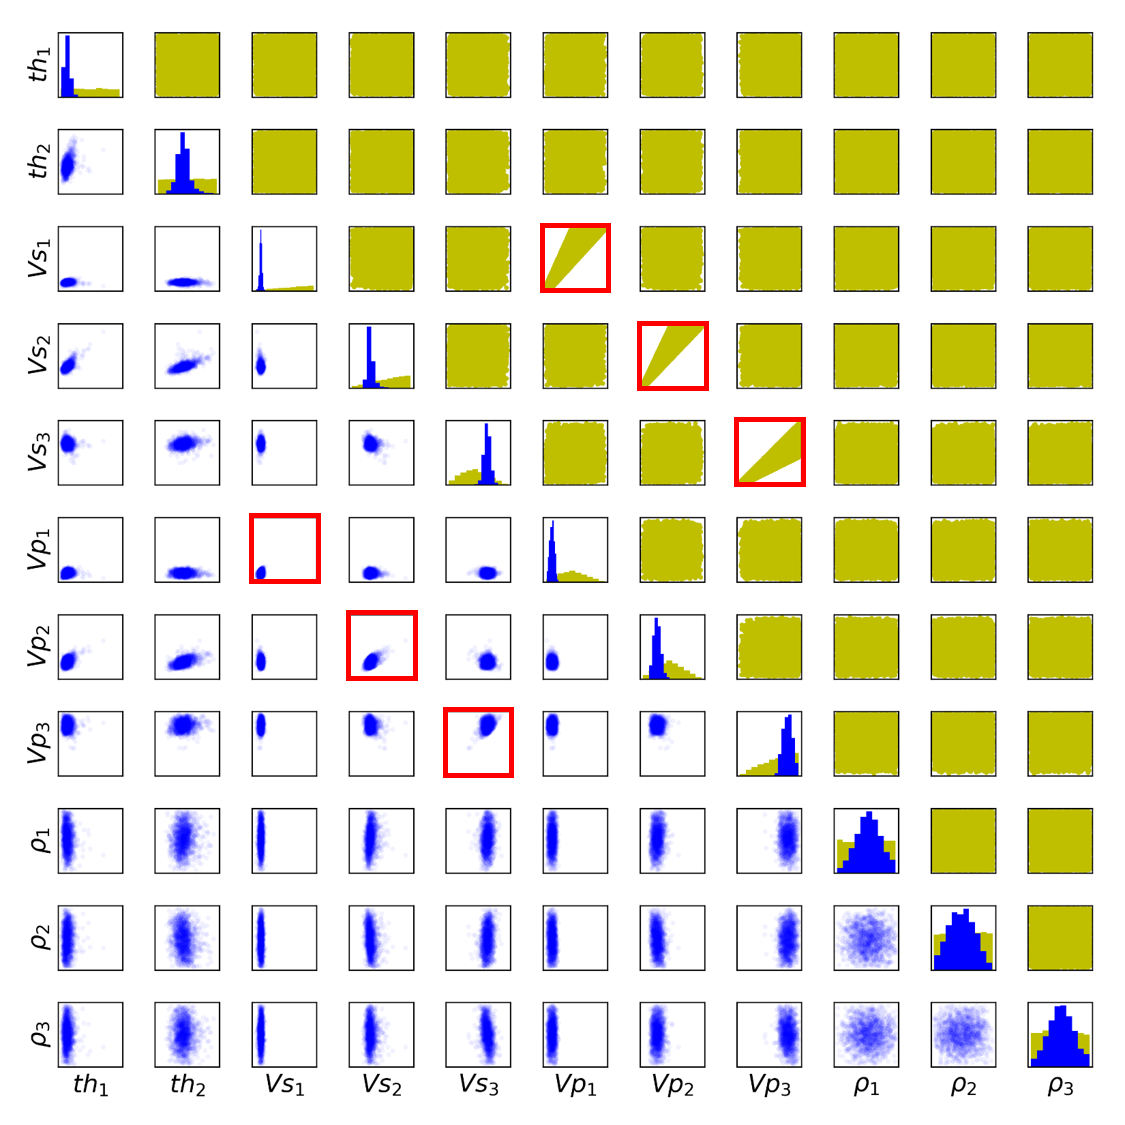 th₁
th₂
Vs₁
Vs₂
Vs₃
Vp₁
Vp₂
Vp₃
ρ₁
ρ₂
ρ₃
th₁ th₂ Vs₁ Vs₂ Vs₃ Vp₁ Vp₂ Vp₃ ρ₁ ρ₂ ρ₃